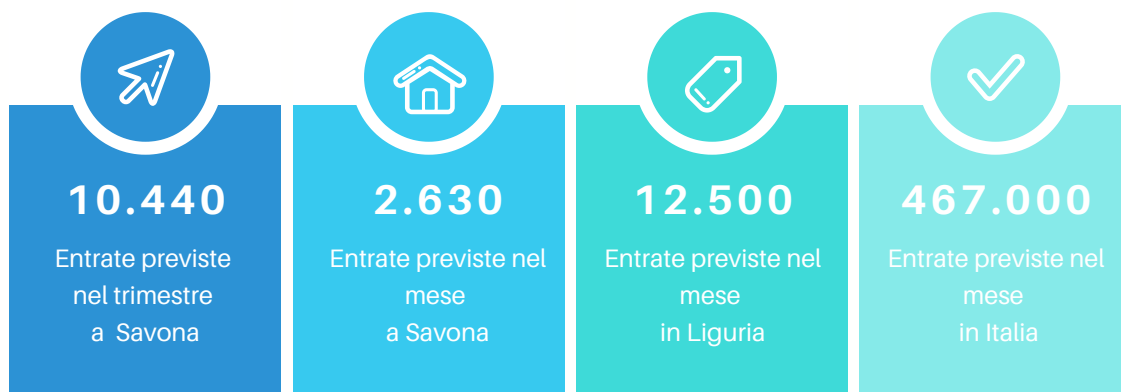 10.440
Entrate previste
nel trimestre
a Savona
2.630
Entrate previste nel
mese
a Savona
12.500
Entrate previste nel
mese
in Liguria
467.000
Entrate previste nel
mese
in Italia